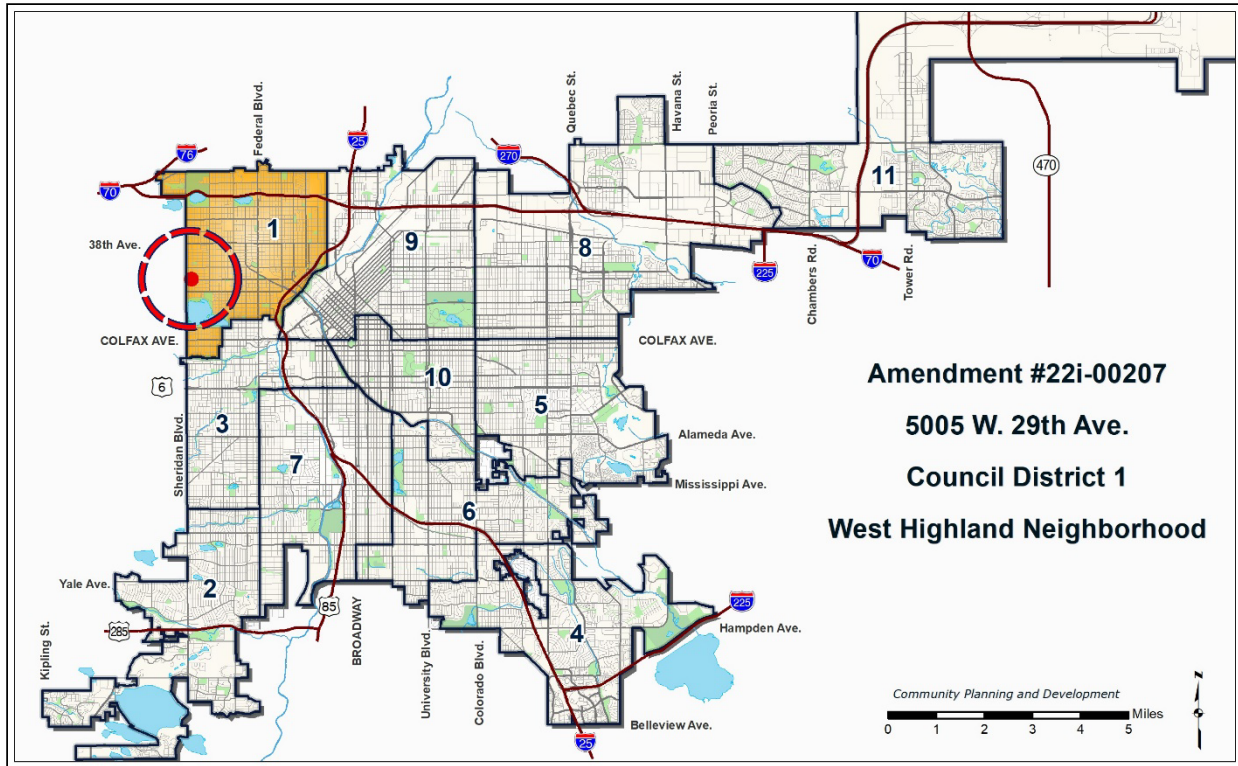 Federal Blvd.
Quebec St.
Havana St.
Peoria St.
76
25
270
470
70
11
1
38th Ave.
9
8
225
70
Chambers Rd.
Tower Rd.
COLFAX AVE.
COLFAX AVE.
6
10
Amendment #22i-00207
5005 W. 29th Ave.
Council District 1
West Highland Neighborhood
3
5
Sheridan Blvd.
Alameda Ave.
7
Mississippi Ave.
6
Yale Ave.
2
85
285
BROADWAY
University Blvd.
Colorado Blvd.
4
225
Hampden Ave.
Kipling St.
Community Planning and Development
Miles
0 1 2 3 4 5
N
Belleview Ave.
25